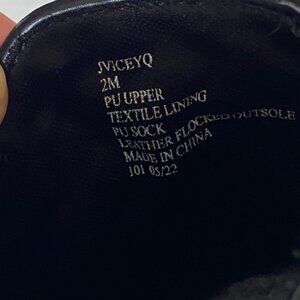 JVICEYQ
2M
PU UPPER
TEXTILE LINING
PU SOCK
LEATHER FLOCKED OUTSOLE
MADE IN CHINA
101 05/22